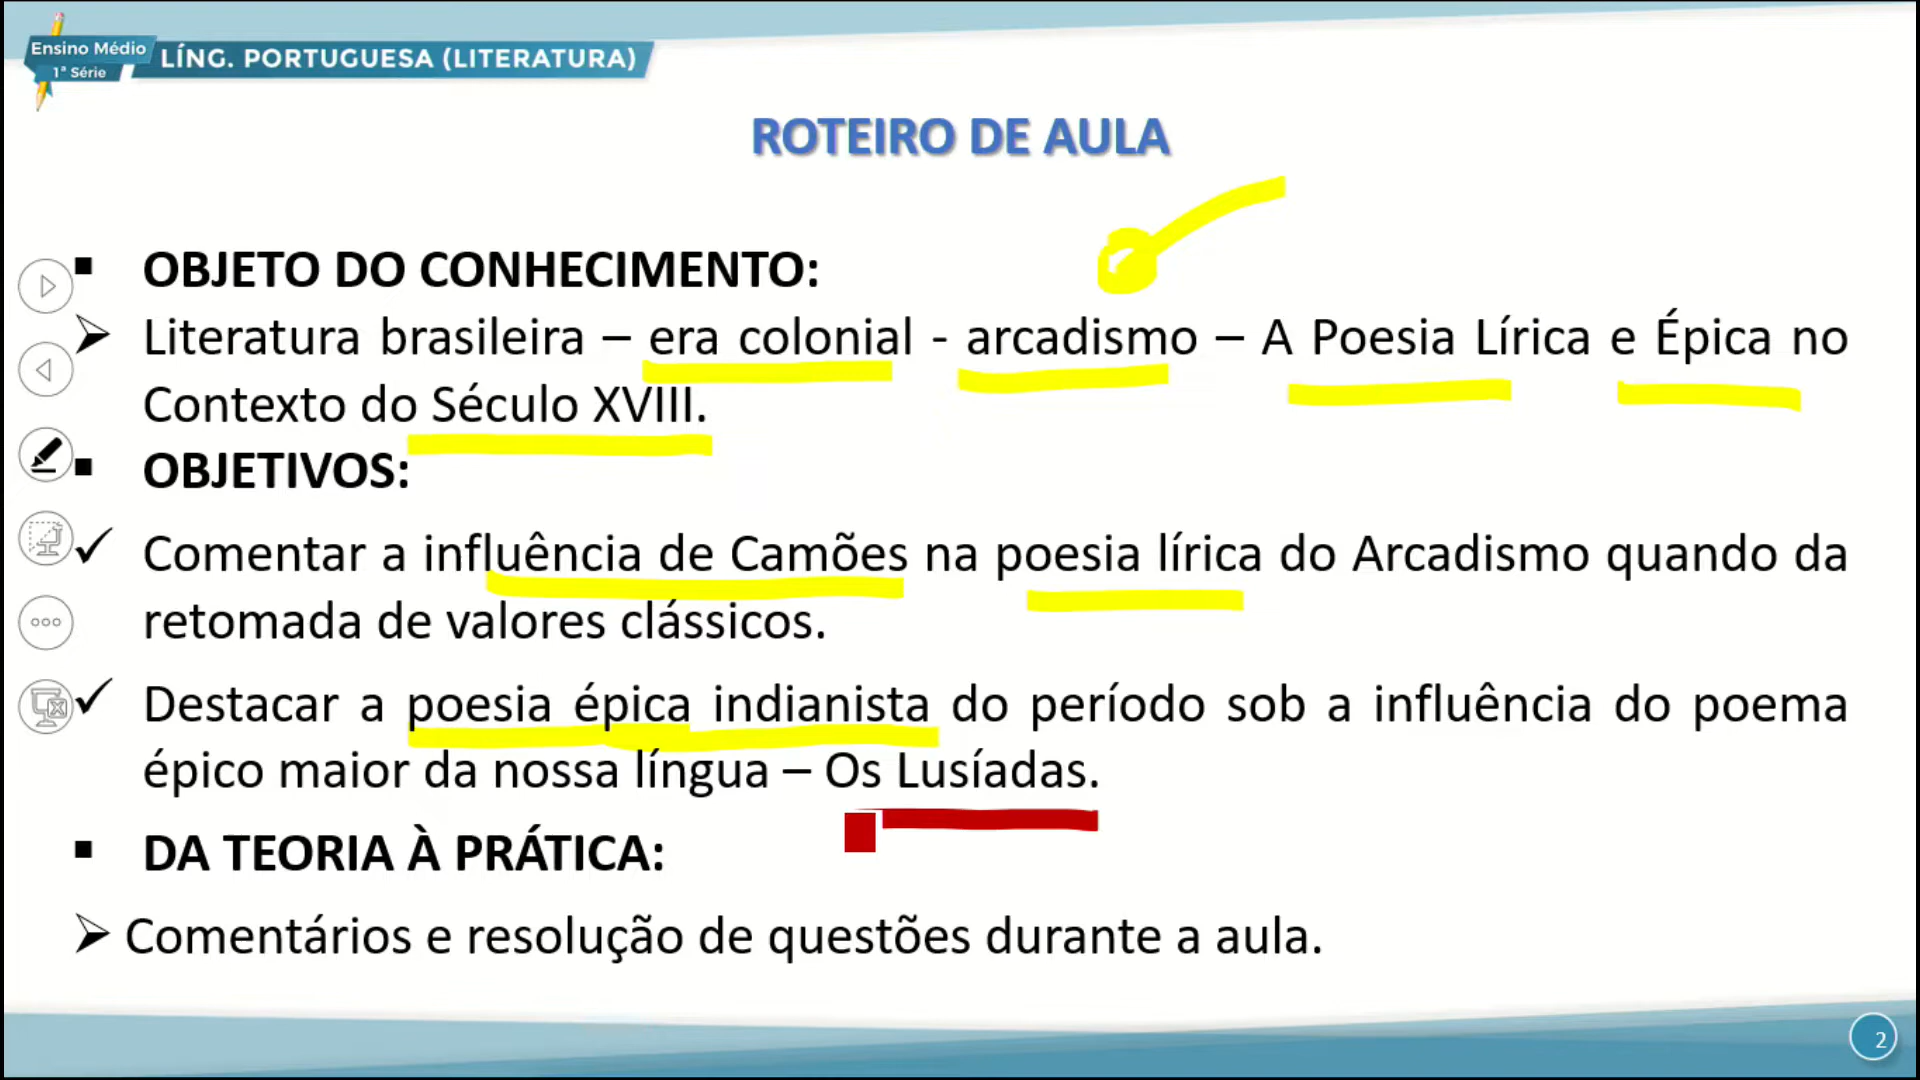 Ensino Médio
1ª Série
LÍNG. PORTUGUESA (LITERATURA)
ROTEIRO DE AULA
▪ OBJETO DO CONHECIMENTO:
➢ Literatura brasileira – era colonial - arcadismo – A Poesia Lírica e Épica no
Contexto do Século XVIII.
▪ OBJETIVOS:
✓ Comentar a influência de Camões na poesia lírica do Arcadismo quando da
retomada de valores clássicos.
✓ Destacar a poesia épica indianista do período sob a influência do poema
épico maior da nossa língua – Os Lusíadas.
▪ DA TEORIA À PRÁTICA:
➢ Comentários e resolução de questões durante a aula.
2